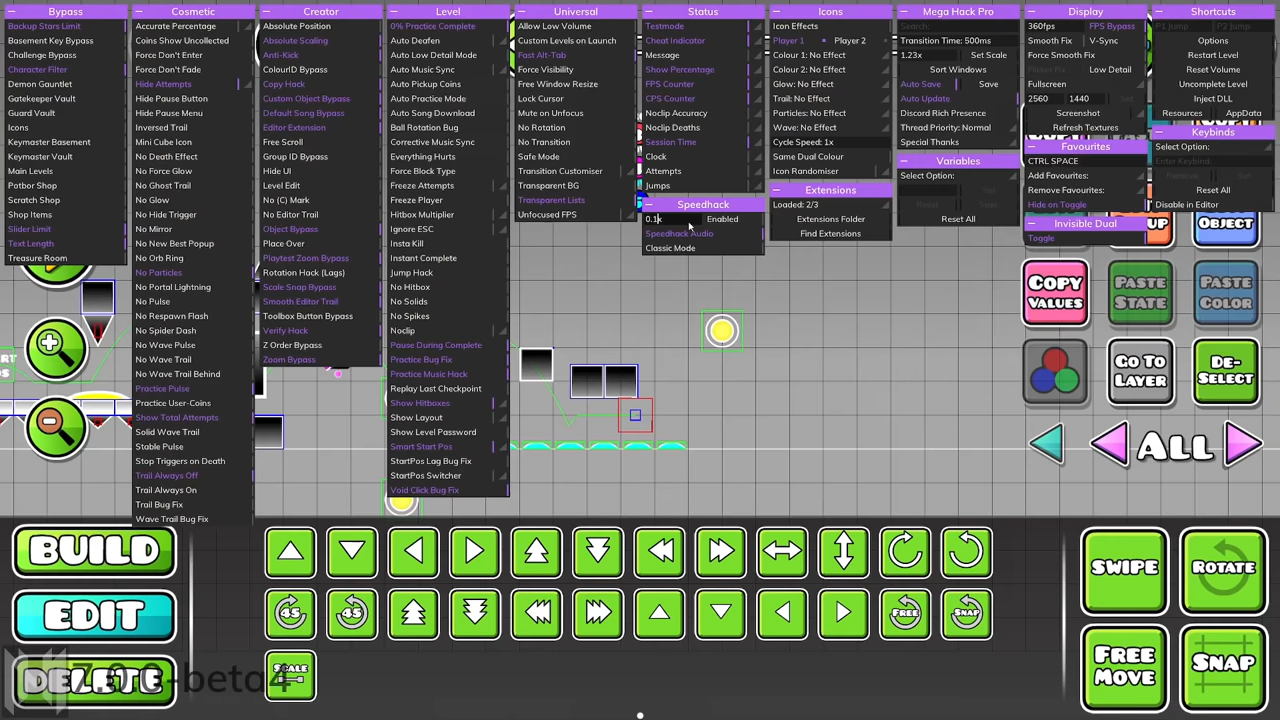 Bypass
Backup Stars Limit
Basement Key Bypass
Challenge Bypass
Character Filter
Demon Gauntlet
Gatekeeper Vault
Guard Vault
Icons
Keymaster Basement
Keymaster Vault
Main Levels
Potbor Shop
Scratch Shop
Shop Items
Slider Limit
Text Length
Treasure Room
Cosmetic
Accurate Percentage
Coins Show Uncollected
Force Don't Enter
Force Don't Fade
Hide Attempts
Hide Pause Button
Hide Pause Menu
Inversed Trail
Mini Cube Icon
No Death Effect
No Force Glow
No Ghost Trail
No Glow
No Hide Trigger
No Mirror
No New Best Popup
No Orb Ring
No Particles
No Portal Lightning
No Pulse
No Respawn Flash
No Spider Dash
No Wave Pulse
No Wave Trail
No Wave Trail Behind
Practice Pulse
Practice User-Coins
Show Total Attempts
Solid Wave Trail
Stable Pulse
Stop Triggers on Death
Trail Always Off
Trail Always On
Trail Bug Fix
Wave Trail Bug Fix
Creator
Absolute Position
Absolute Scaling
Anti-Kick
ColourID Bypass
Copy Hack
Custom Object Bypass
Default Song Bypass
Editor Extension
Free Scroll
Group ID Bypass
Hide UI
Level Edit
No (C) Mark
No Editor Trail
Object Bypass
Place Over
Playtest Zoom Bypass
Rotation Hack (Lags)
Scale Snap Bypass
Smooth Editor Trail
Toolbox Button Bypass
Verify Hack
Z Order Bypass
Zoom Bypass
Level
0% Practice Complete
Auto Deafen
Auto Low Detail Mode
Auto Music Sync
Auto Pickup Coins
Auto Practice Mode
Auto Song Download
Ball Rotation Bug
Corrective Music Sync
Everything Hurts
Force Block Type
Freeze Attempts
Freeze Player
Hitbox Multiplier
Ignore ESC
Insta Kill
Instant Complete
Jump Hack
No Hitbox
No Solids
No Spikes
Noclip
Pause During Complete
Practice Bug Fix
Practice Music Hack
Replay Last Checkpoint
Show Hitboxes
Show Layout
Show Level Password
Smart Start Pos
StartPos Lag Bug Fix
StartPos Switcher
Void Click Bug Fix
Universal
Allow Low Volume
Custom Levels on Launch
Fast Alt-Tab
Force Visibility
Free Window Resize
Lock Cursor
Mute on Unfocus
No Rotation
No Transition
Safe Mode
Transition Customiser
Transparent BG
Transparent Lists
Unfocused FPS
Status
Testmode
Cheat Indicator
Message
Show Percentage
FPS Counter
CPS Counter
Noclip Accuracy
Noclip Deaths
Session Time
Clock
Attempts
Jumps
Speedhack
0.1x Enabled
Speedhack Audio
Classic Mode
Icons
Icon Effects
Player 1 Player 2
Colour 1: No Effect
Colour 2: No Effect
Glow: No Effect
Trail: No Effect
Particles: No Effect
Wave: No Effect
Cycle Speed: 1x
Same Dual Colour
Icon Randomiser
Extensions
Loaded: 2/3
Extensions Folder
Find Extensions
Mega Hack Pro
Search:
Transition Time: 500ms
1.23x Set Scale
Sort Windows
Auto Save Save
Auto Update
Discord Rich Presence
Thread Priority: Normal
Special Thanks
Variables
Select Option:
Reset All
Display
360fps FPS Bypass
Smooth Fix V-Sync
Force Smooth Fix
Low Detail
Fullscreen
2560 1440
Screenshot
Refresh Textures
Favourites
CTRL SPACE
Add Favourites:
Remove Favourites:
Hide on Toggle
Invisible Dual
Toggle
Shortcuts
P1 Jump P2 Jump
Options
Restart Level
Reset Volume
Uncomplete Level
Inject DLL
Resources AppData
Keybinds
Select Option:
Enter Keybind
Reset All
Disable in Editor
OBJECT
COPY VALUES
PASTE STATE
PASTE COLOR
GO TO LAYER
DE-SELECT
ALL
BUILD
EDIT
DELETE
45
-45
FREE
SNAP
SCALE
SWIPE
ROTATE
FREE MOVE
SNAP
7.0.0-beta4